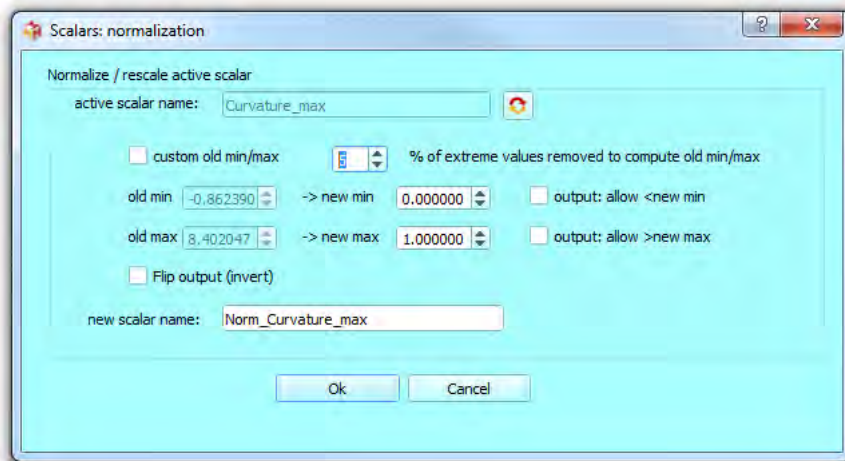 Scalars: normalization
Normalize / rescale active scalar
active scalar name: Curvature_max
custom old min/max 5 % of extreme values removed to compute old min/max
old min -0.862390 -> new min 0.000000 output: allow <new min
old max 8.402047 -> new max 1.000000 output: allow >new max
Flip output (invert)
new scalar name: Norm_Curvature_max
Ok Cancel